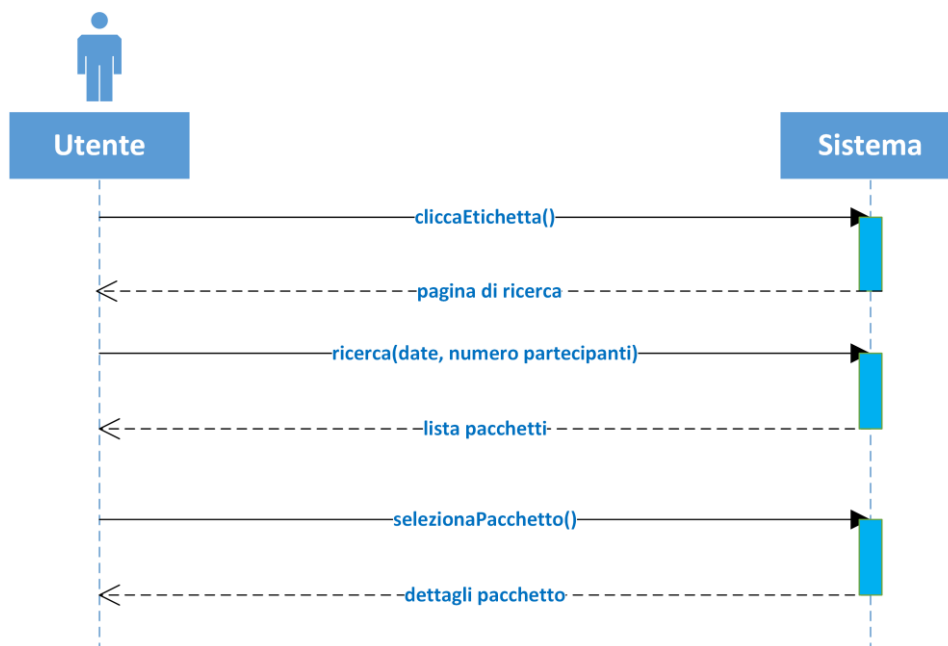 Utente
Sistema
cliccaEtichetta()
pagina di ricerca
ricerca(date, numero partecipanti)
lista pacchetti
selezionaPacchetto()
dettagli pacchetto